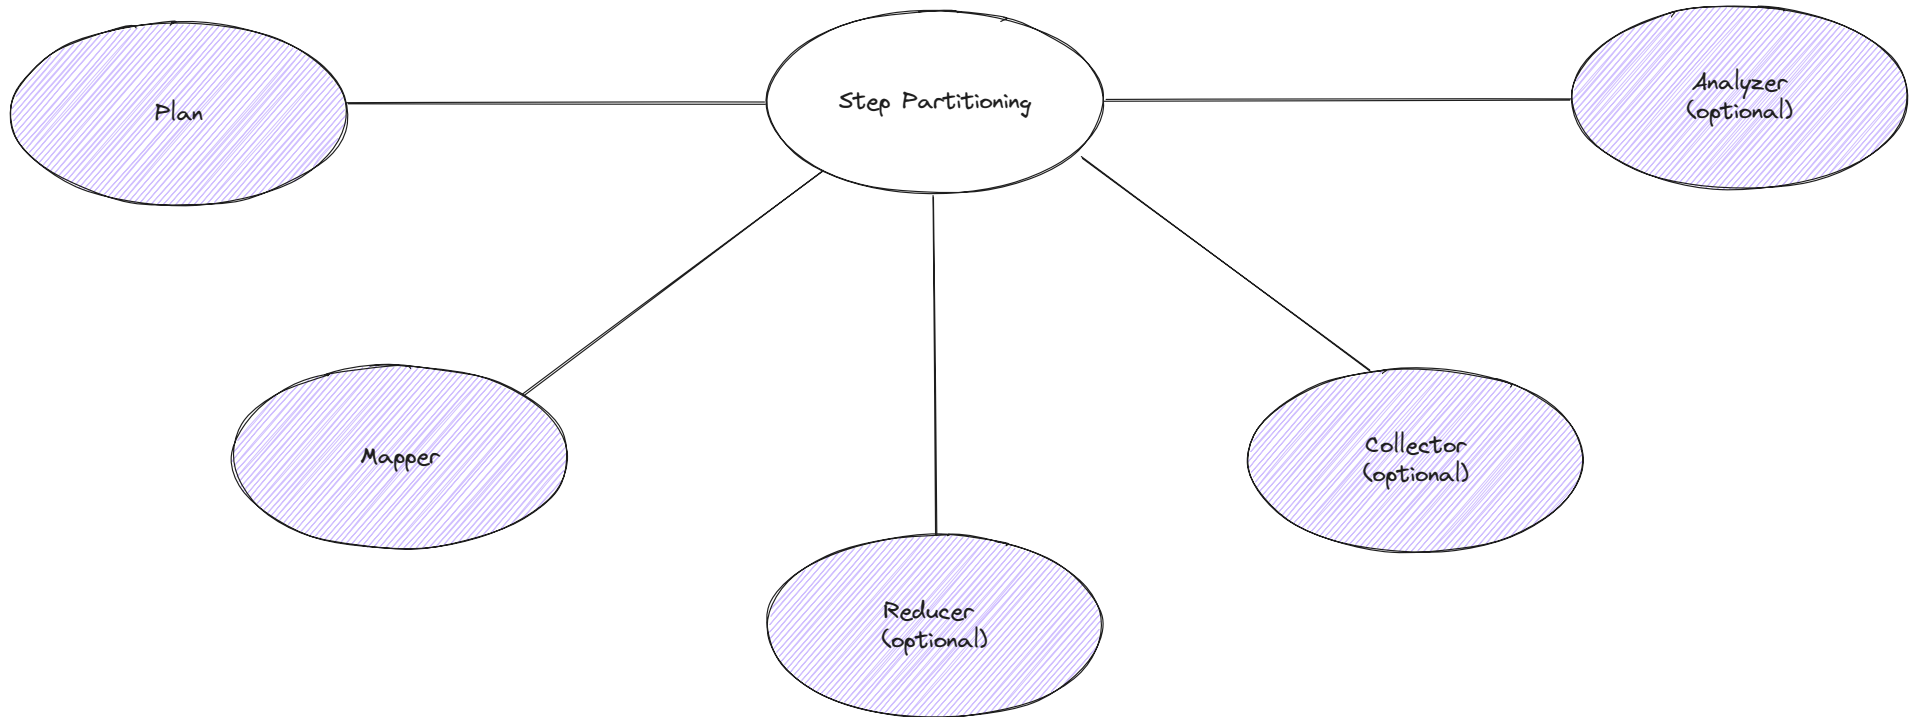 Plan
Step Partitioning
Analyzer
(optional)
Mapper
Collector
(optional)
Reducer
(optional)